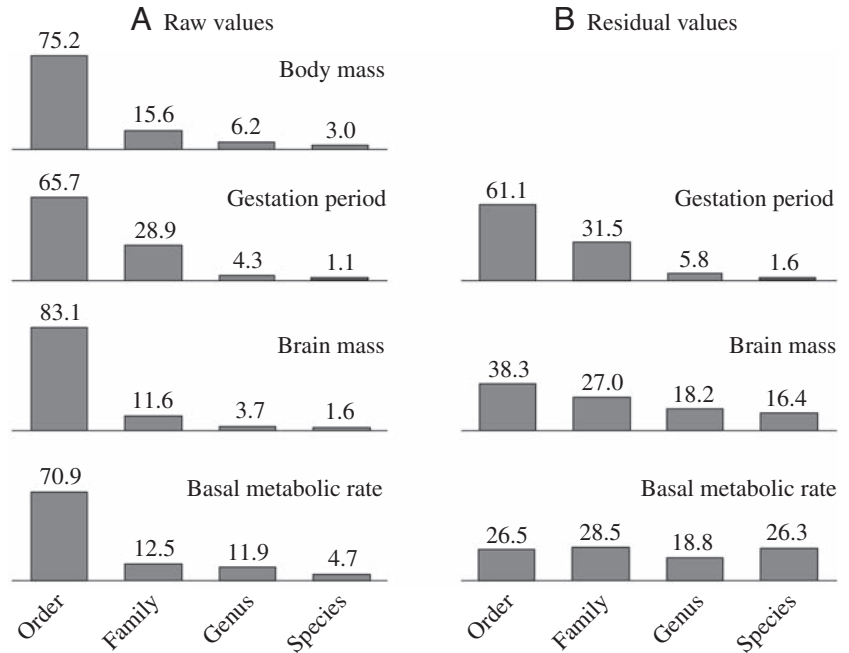 A Raw values
75.2
Body mass
15.6
6.2
3.0
65.7
Gestation period
28.9
4.3
1.1
83.1
Brain mass
11.6
3.7
1.6
70.9
Basal metabolic rate
12.5
11.9
4.7
Order
Family
Genus
Species
B Residual values
61.1
Gestation period
31.5
5.8
1.6
Brain mass
38.3
27.0
18.2
16.4
Basal metabolic rate
26.5
28.5
18.8
26.3
Order
Family
Genus
Species